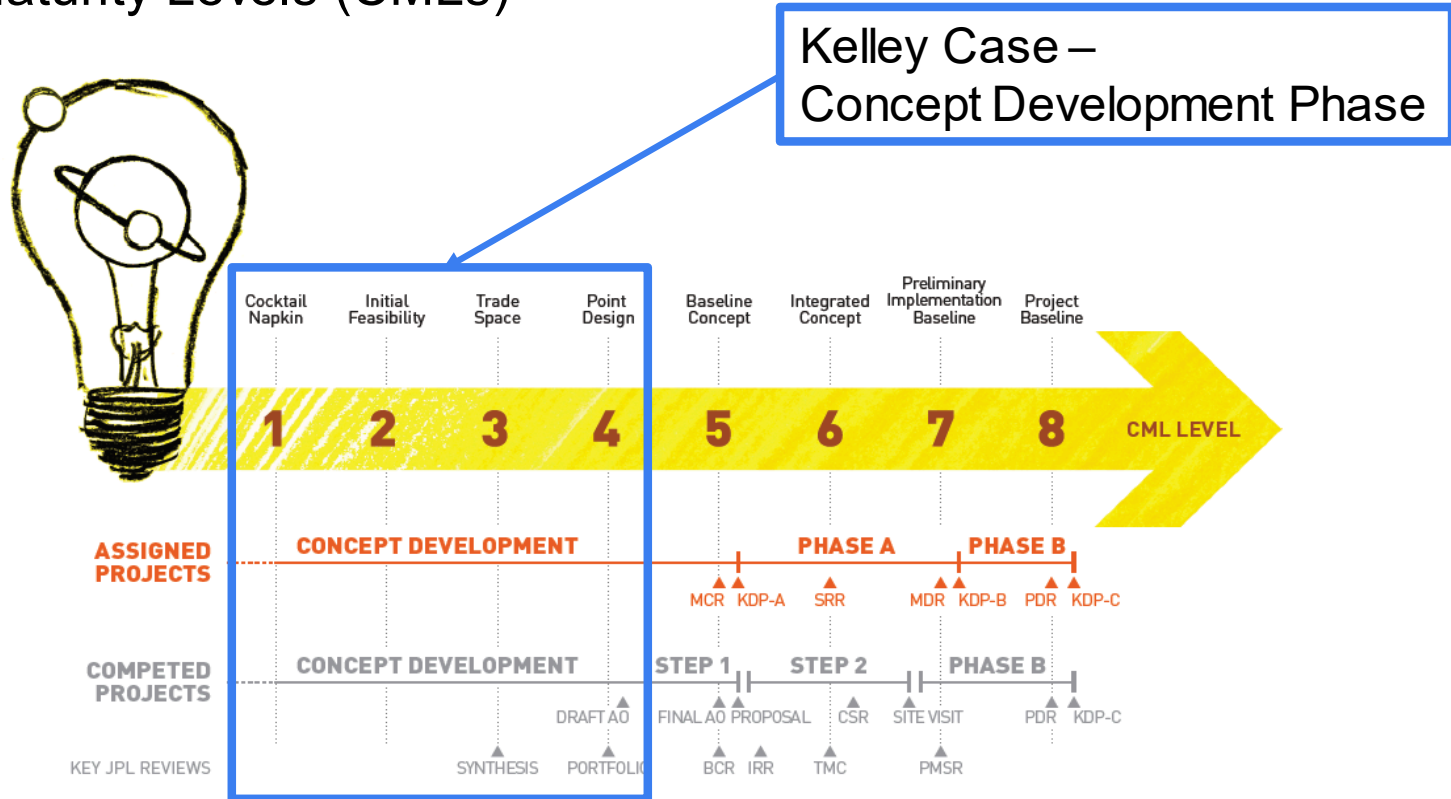 Maturity Levels (CMLs)
Kelley Case –
Concept Development Phase
Cocktail
Napkin
Initial
Feasibility
Trade
Space
Point
Design
Baseline
Concept
Integrated
Concept
Preliminary
Implementation
Baseline
Project
Baseline
1 2 3 4 5 6 7 8 CML LEVEL
ASSIGNED
PROJECTS
CONCEPT DEVELOPMENT PHASE A PHASE B
MCR KDP-A SRR MDR KDP-B PDR KDP-C
COMPETED
PROJECTS
CONCEPT DEVELOPMENT STEP 1 STEP 2 PHASE B
DRAFT AO FINAL AO PROPOSAL CSR SITE VISIT PDR KDP-C
KEY JPL REVIEWS SYNTHESIS PORTFOLIO BCR IRR TMC PMSR